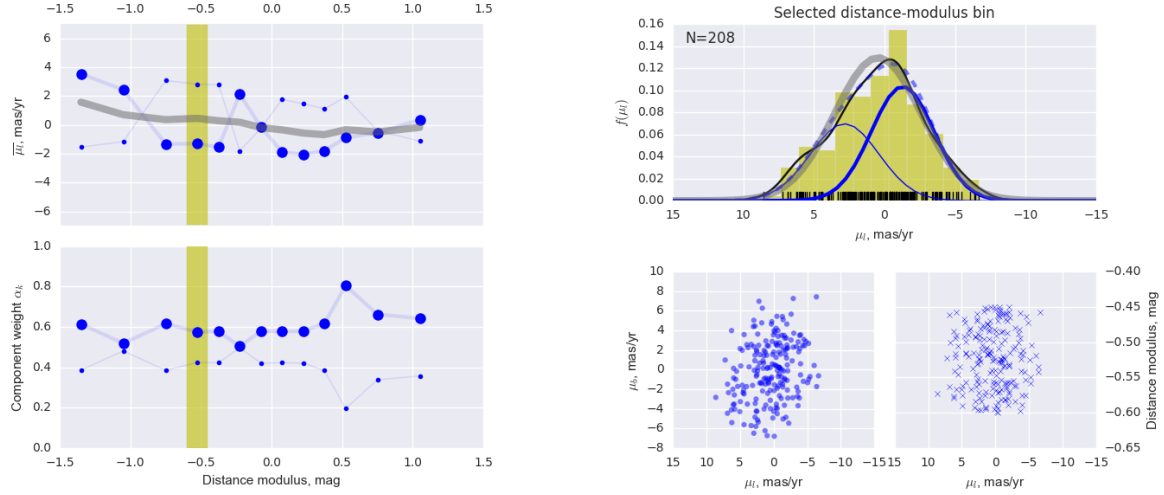 −1.5 −1.0 −0.5 0.0 0.5 1.0 1.5
6
4
2
0
−2
−4
−6
μ̅l, mas/yr
1.0
0.8
0.6
0.4
0.2
0.0
Component weight αk
−1.5 −1.0 −0.5 0.0 0.5 1.0 1.5
Distance modulus, mag
Selected distance-modulus bin
N=208
0.16
0.14
0.12
0.10
0.08
0.06
0.04
0.02
0.00
f(μl)
15 10 5 0 −5 −10 −15
μl, mas/yr
10
8
6
4
2
0
−2
−4
−6
−8
μb, mas/yr
15 10 5 0 −5 −10 −15
μl, mas/yr
−0.40
−0.45
−0.50
−0.55
−0.60
−0.65
Distance modulus, mag
15 10 5 0 −5 −10 −15
μl, mas/yr